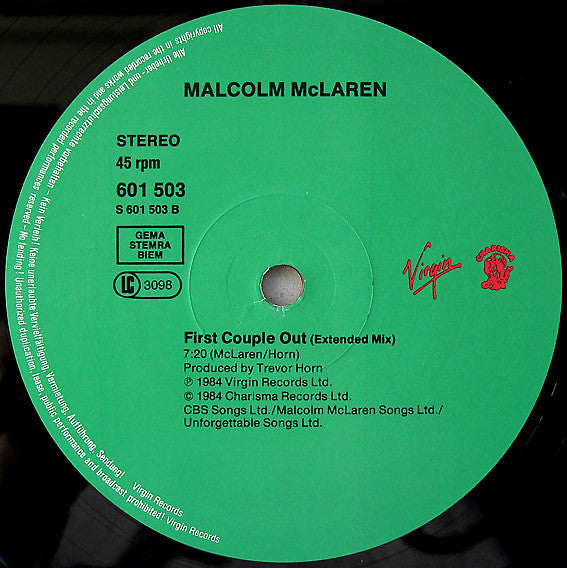 MALCOLM McLAREN
STEREO
45 rpm
601 503
S 601 503 B
GEMA
STEMRA
BIEM
LC 3098
Virgin
CHARISMA
First Couple Out (Extended Mix)
7:20 (McLaren/Horn)
Produced by Trevor Horn
℗ 1984 Virgin Records Ltd.
© 1984 Charisma Records Ltd.
CBS Songs Ltd./Malcolm McLaren Songs Ltd./
Unforgettable Songs Ltd.
Alle Urheber- und Leistungsschutzrechte vorbehalten – Kein Verleih! Keine unerlaubte Vervielfältigung, Vermietung, Aufführung, Sendung! Virgin Records
All copyrights in the recorded works and in the recorded performances reserved – No lending! Unauthorized duplication, lease, public performance and broadcast prohibited! Virgin Records